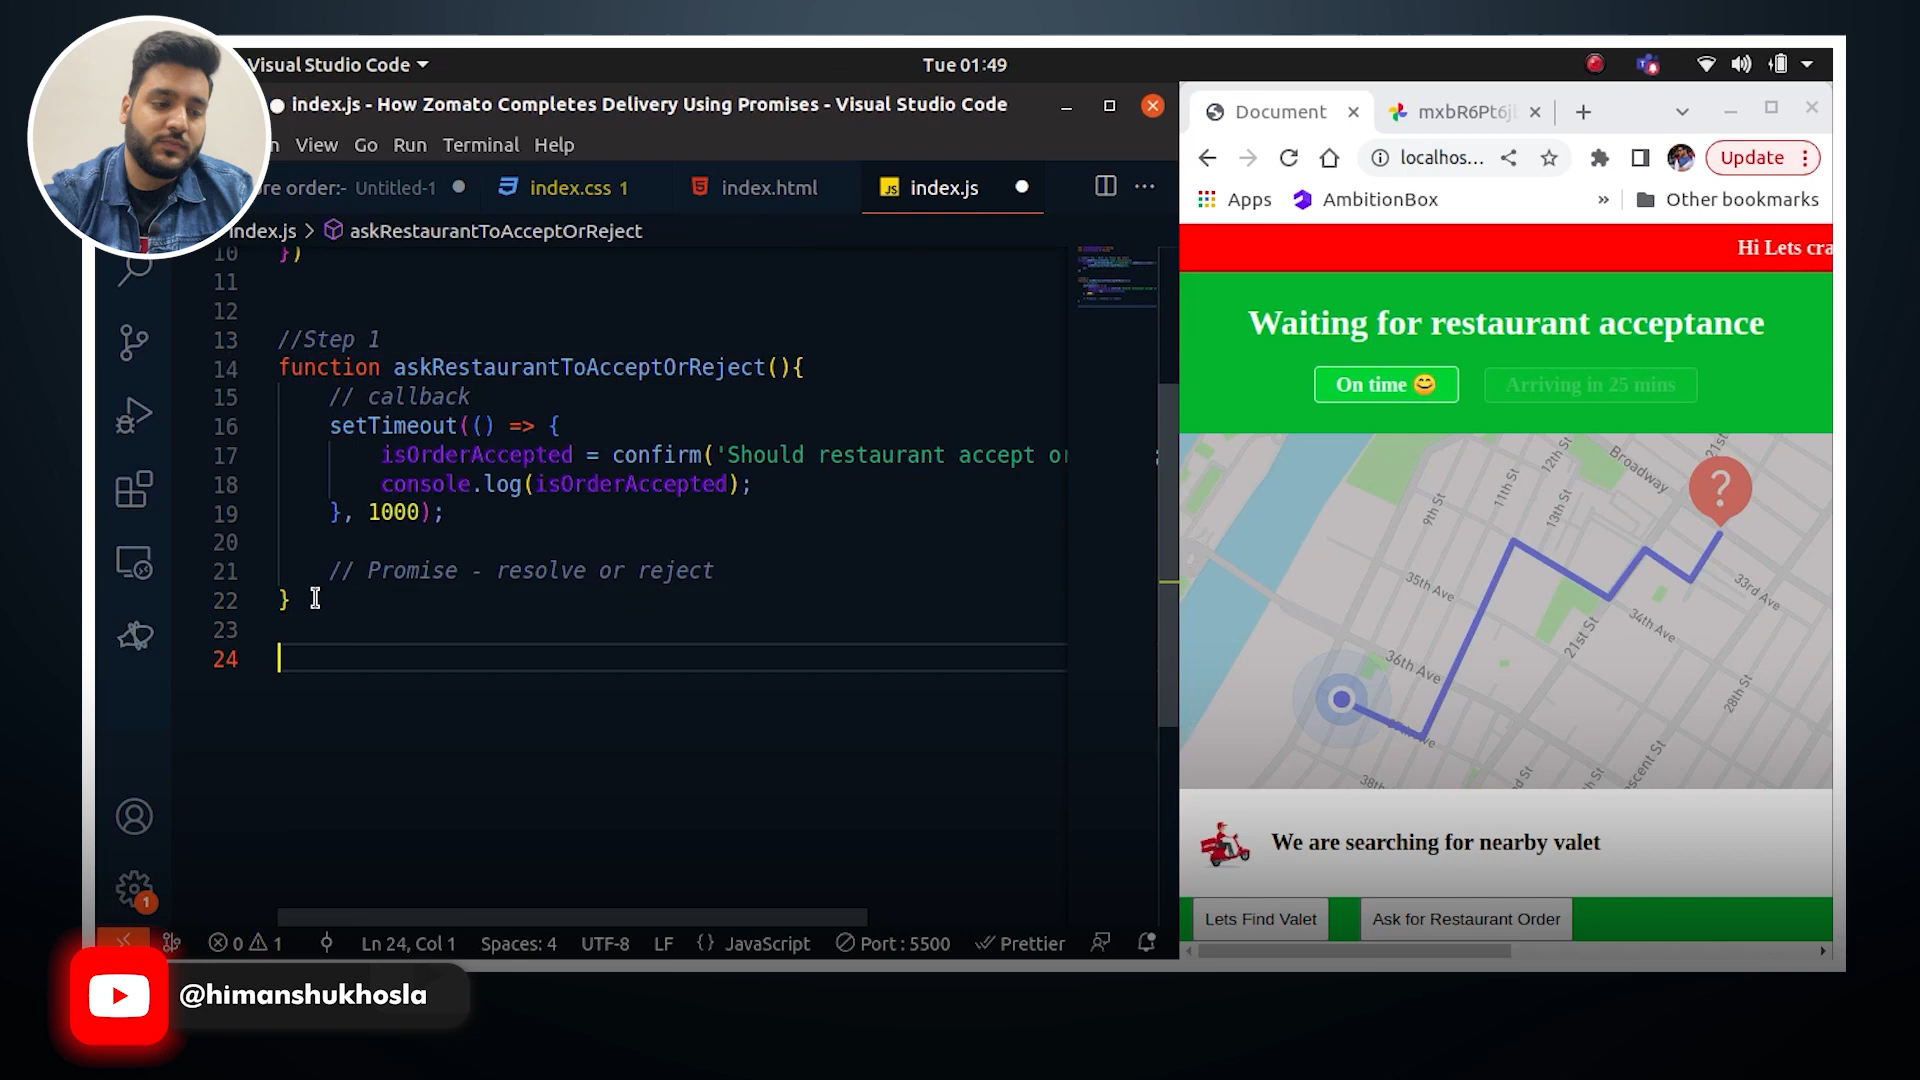 Visual Studio Code
Tue 01:49
index.js - How Zomato Completes Delivery Using Promises - Visual Studio Code
View Go Run Terminal Help
re order:- Untitled-1
index.css 1
index.html
JS index.js
index.js > askRestaurantToAcceptOrReject
10 })
11
12
13 //Step 1
14 function askRestaurantToAcceptOrReject(){
15 // callback
16 setTimeout(() => {
17 isOrderAccepted = confirm('Should restaurant accept or
18 console.log(isOrderAccepted);
19 }, 1000);
20
21 // Promise - resolve or reject
22 }
23
24
1
0 1 Ln 24, Col 1 Spaces: 4 UTF-8 LF {} JavaScript Port : 5500 Prettier
Document
mxbR6Pt6j
localhos...
Update
Apps
AmbitionBox
» Other bookmarks
Hi Lets cra
Waiting for restaurant acceptance
On time 😊
Arriving in 25 mins
Broadway
12th St
21st
11th St
13th St
9th St
35th Ave
33rd Ave
34th Ave
21st St
36th Ave
28th St
38th
?
We are searching for nearby valet
Lets Find Valet
Ask for Restaurant Order
@himanshukhosla